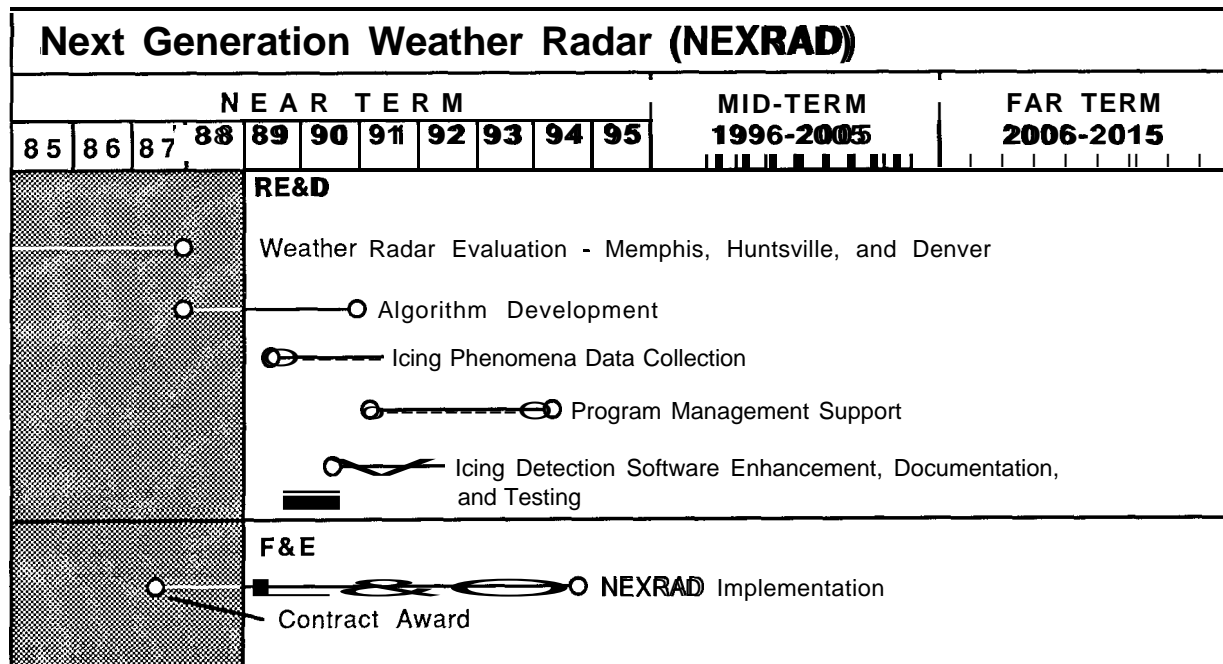 Next Generation Weather Radar (NEXRAD)
NEAR TERM
MID-TERM
FAR TERM
85 86 87 88 89 90 91 92 93 94 95
1996-2005
2006-2015
RE&D
Weather Radar Evaluation - Memphis, Huntsville, and Denver
Algorithm Development
Icing Phenomena Data Collection
Program Management Support
Icing Detection Software Enhancement, Documentation,
and Testing
F&E
NEXRAD Implementation
Contract Award